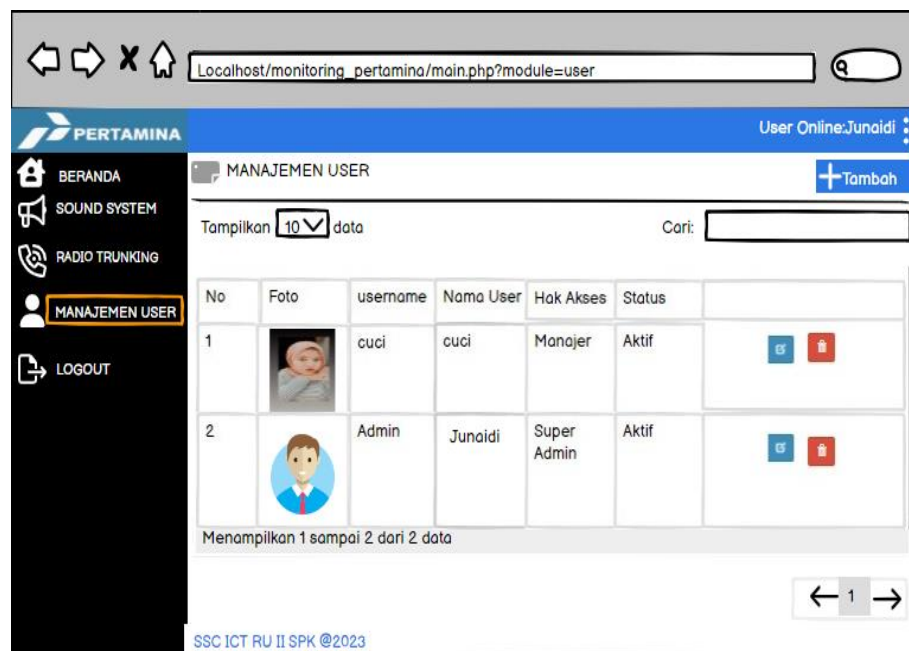 Localhost/monitoring_pertamina/main.php?module=user
PERTAMINA
User Online:Junaidi
BERANDA
SOUND SYSTEM
RADIO TRUNKING
MANAJEMEN USER
LOGOUT
MANAJEMEN USER
Tambah
Tampilkan 10 data
Cari:
No Foto username Nama User Hak Akses Status
1 cuci cuci Manajer Aktif
2 Admin Junaidi Super Admin Aktif
Menampilkan 1 sampai 2 dari 2 data
1
SSC ICT RU II SPK @2023